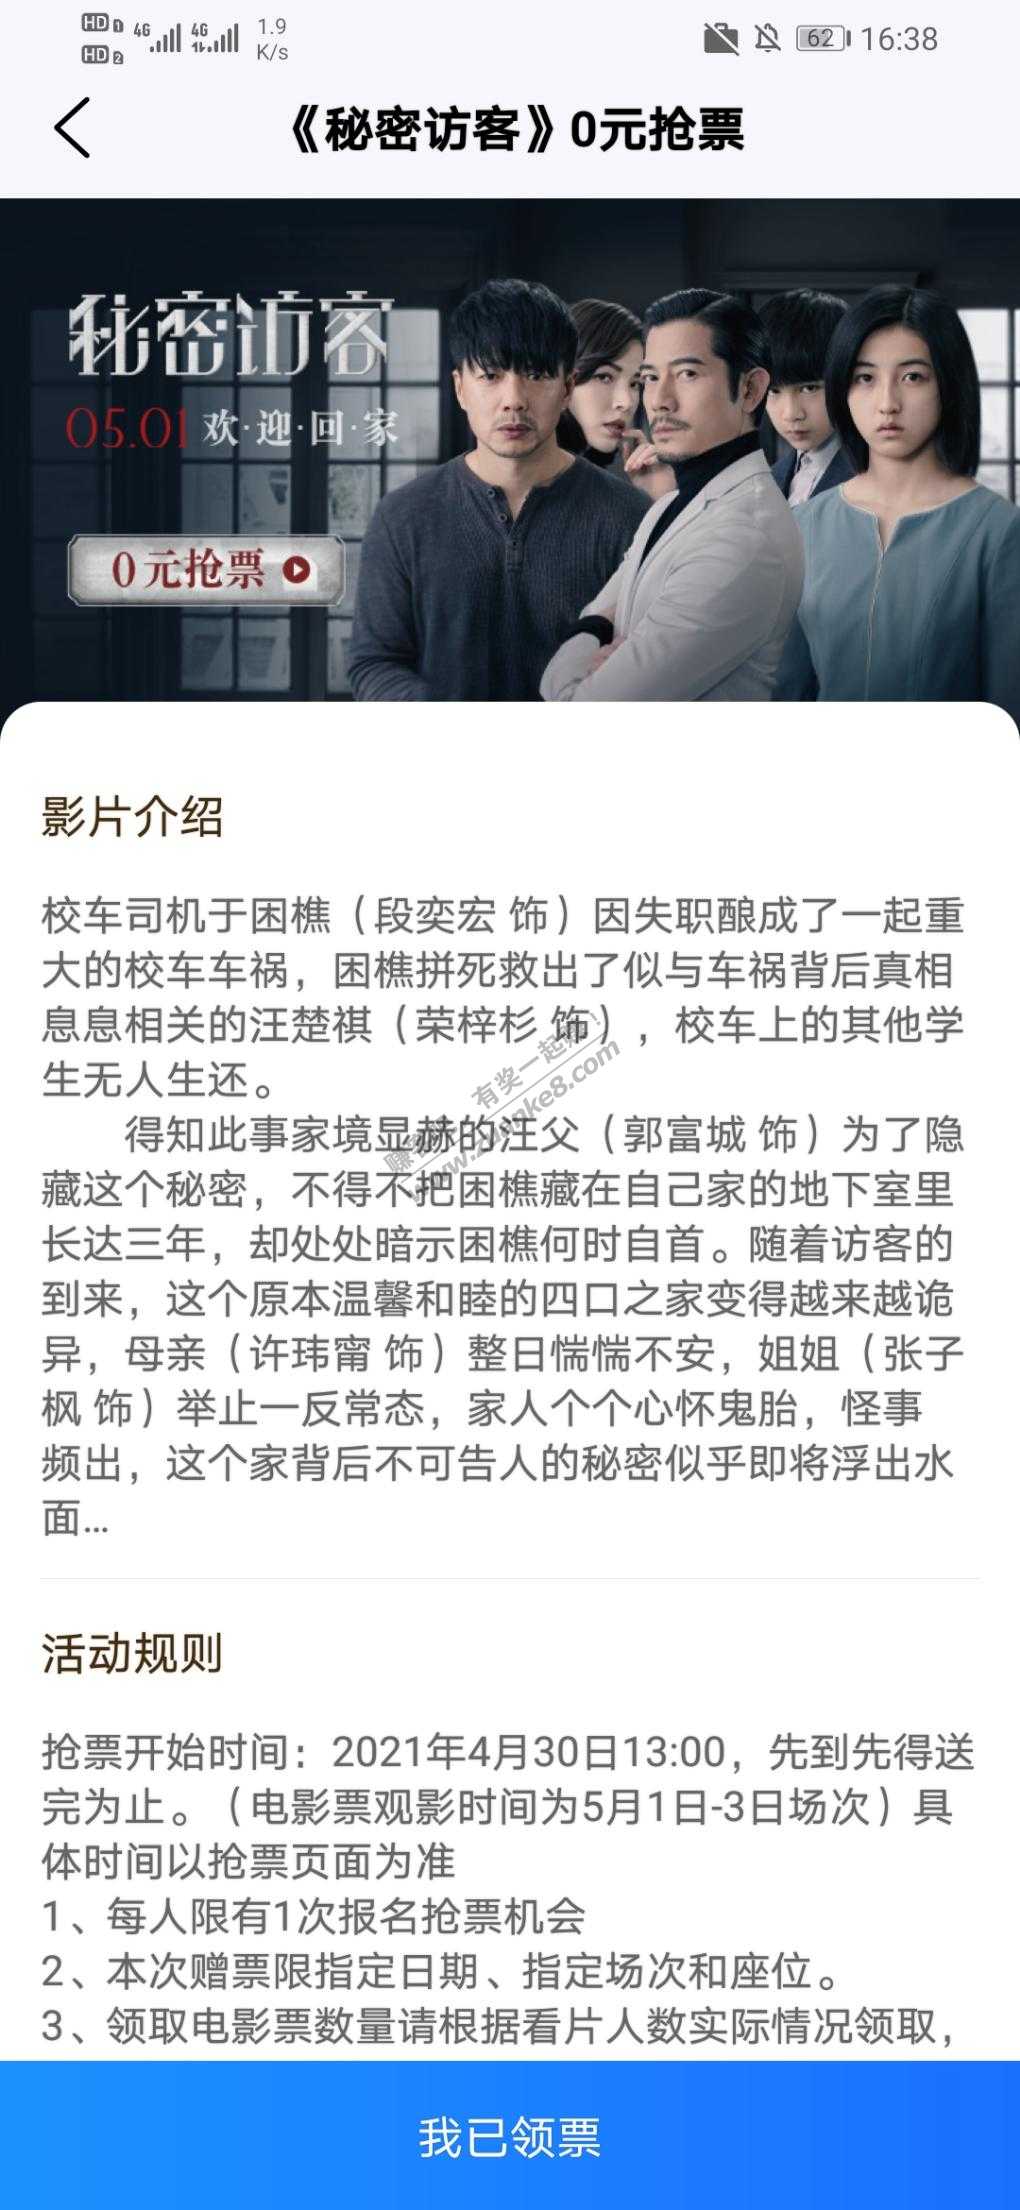 HD 1 4G 4G 1.9
HD 2 K/s
62 16:38
《秘密访客》0元抢票
秘密访客
05.01 欢·迎·回·家
0元抢票
影片介绍
校车司机于困樵（段奕宏 饰）因失职酿成了一起重
大的校车车祸，困樵拼死救出了似与车祸背后真相
息息相关的汪楚祺（荣梓杉 饰），校车上的其他学
生无人生还。
得知此事家境显赫的汪父（郭富城 饰）为了隐
藏这个秘密，不得不把困樵藏在自己家的地下室里
长达三年，却处处暗示困樵何时自首。随着访客的
到来，这个原本温馨和睦的四口之家变得越来越诡
异，母亲（许玮甯 饰）整日惴惴不安，姐姐（张子
枫 饰）举止一反常态，家人个个心怀鬼胎，怪事
频出，这个家背后不可告人的秘密似乎即将浮出水
面...
有奖一起赚！
www.zuanke8.com
活动规则
抢票开始时间：2021年4月30日13:00，先到先得送
完为止。（电影票观影时间为5月1日-3日场次）具
体时间以抢票页面为准
1、每人限有1次报名抢票机会
2、本次赠票限指定日期、指定场次和座位。
3、领取电影票数量请根据看片人数实际情况领取，
我已领票